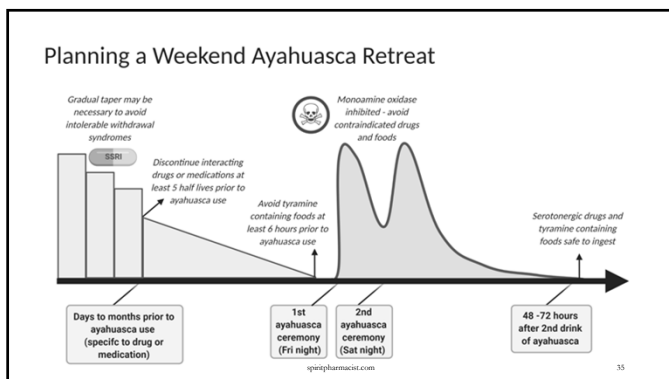 Planning a Weekend Ayahuasca Retreat
Gradual taper may be
necessary to avoid
intolerable withdrawal
syndromes
SSRI
Discontinue interacting
drugs or medications at
least 5 half lives prior to
ayahuasca use
Avoid tyramine
containing foods at
least 6 hours prior to
ayahuasca use
Monoamine oxidase
inhibited - avoid
contraindicated drugs
and foods
Serotonergic drugs and
tyramine containing
foods safe to ingest
Days to months prior to
ayahuasca use
(specifc to drug or
medication)
1st
ayahuasca
ceremony
(Fri night)
2nd
ayahuasca
ceremony
(Sat night)
48 -72 hours
after 2nd drink
of ayahuasca
spiritpharmacist.com
35